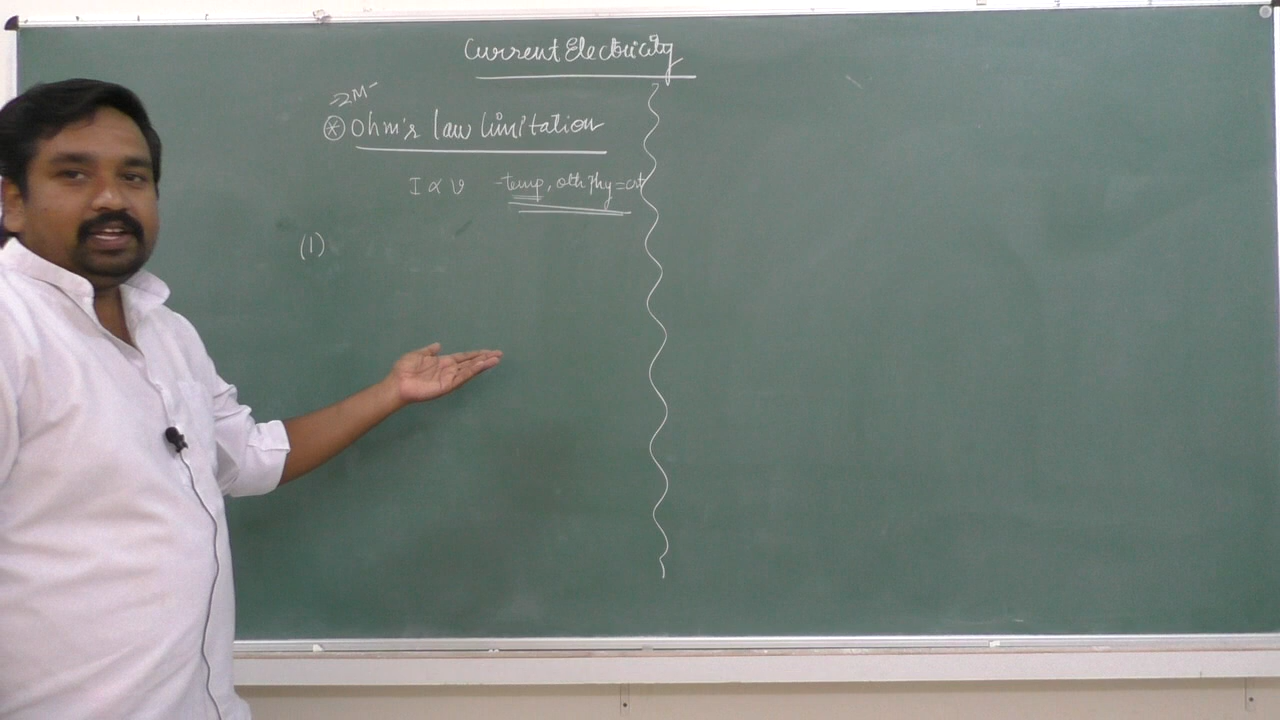 Current Electricity
⇒2M-
⊛ Ohm's law limitation
I ∝ V -temp, oth Phy = cst
(1)